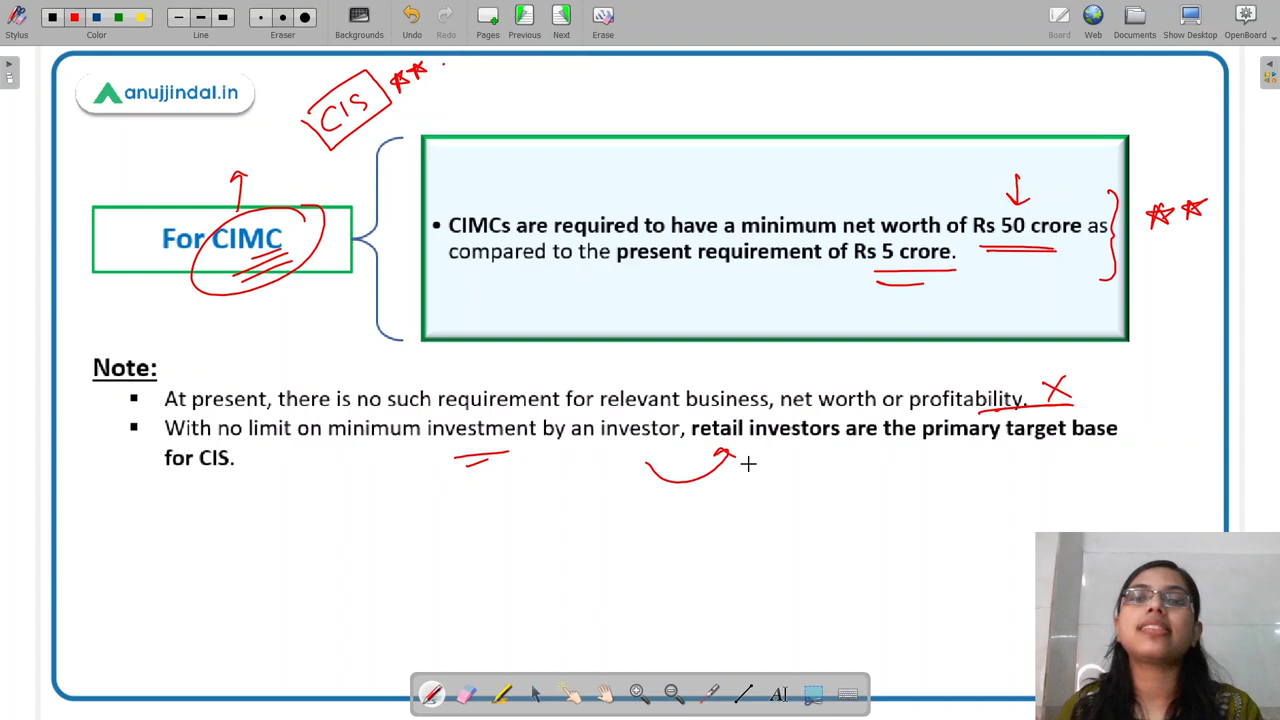 Stylus
Color
Line
Eraser
Backgrounds
Undo
Redo
Pages
Previous
Next
Erase
Board
Web
Documents
Show Desktop
OpenBoard
anujjindal.in
CIS
For CIMC
• CIMCs are required to have a minimum net worth of Rs 50 crore as
compared to the present requirement of Rs 5 crore.
Note:
▪ At present, there is no such requirement for relevant business, net worth or profitability.
▪ With no limit on minimum investment by an investor, retail investors are the primary target base
for CIS.
AI